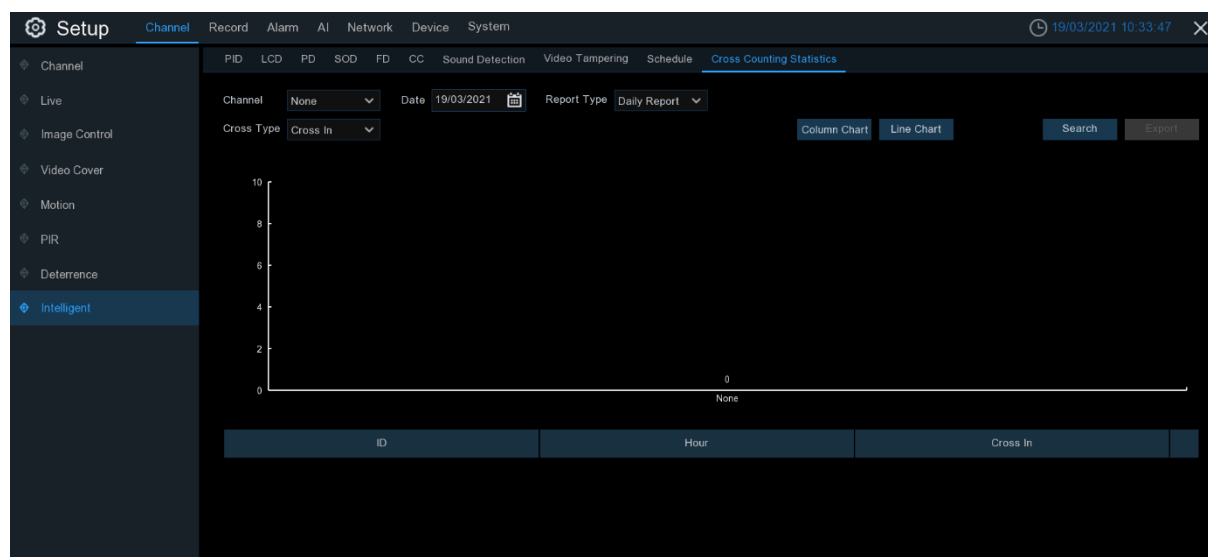 Setup Channel Record Alarm AI Network Device System 19/03/2021 10:33:47
Channel
Live
Image Control
Video Cover
Motion
PIR
Deterrence
Intelligent
PID LCD PD SOD FD CC Sound Detection Video Tampering Schedule Cross Counting Statistics
Channel None Date 19/03/2021 Report Type Daily Report
Cross Type Cross In Column Chart Line Chart Search Export
10
8
6
4
2
0
0
None
ID Hour Cross In